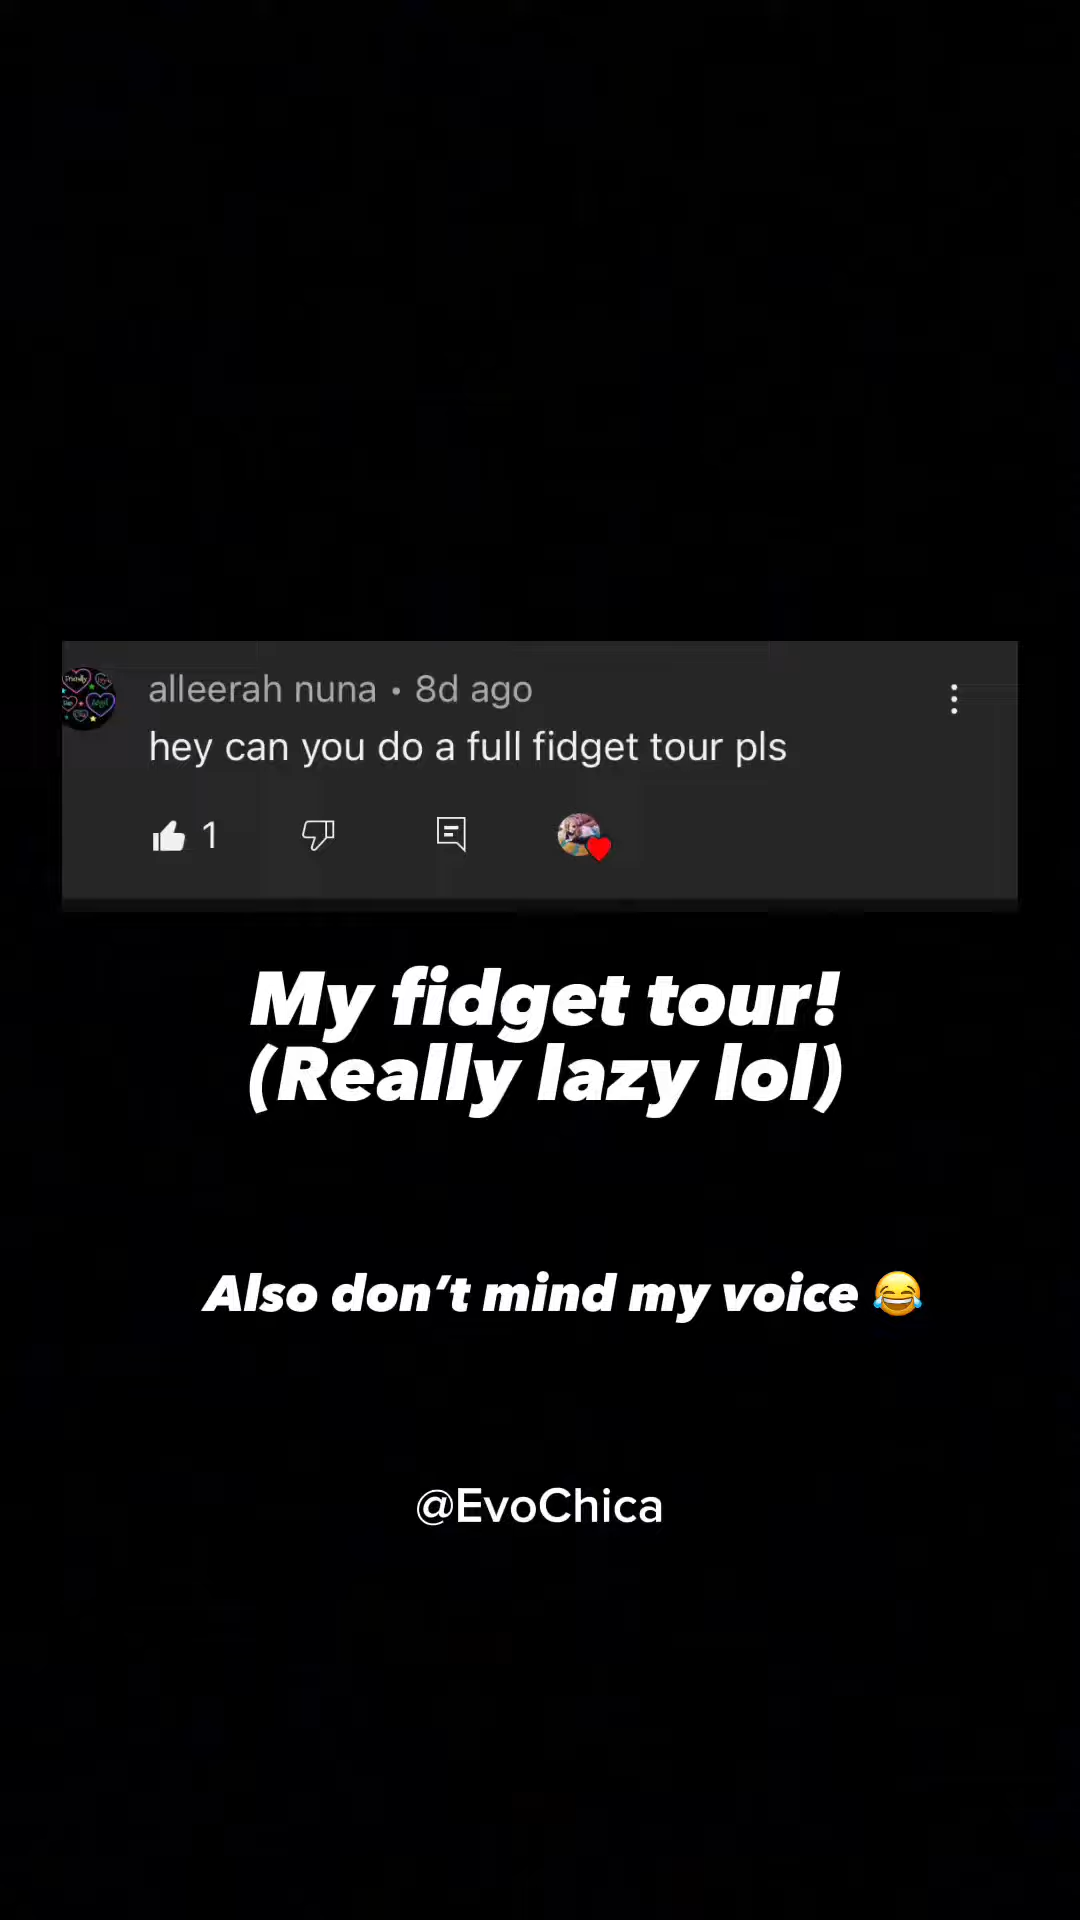 alleerah nuna • 8d ago
hey can you do a full fidget tour pls
1
My fidget tour!
(Really lazy lol)
Also don’t mind my voice 😂
@EvoChica